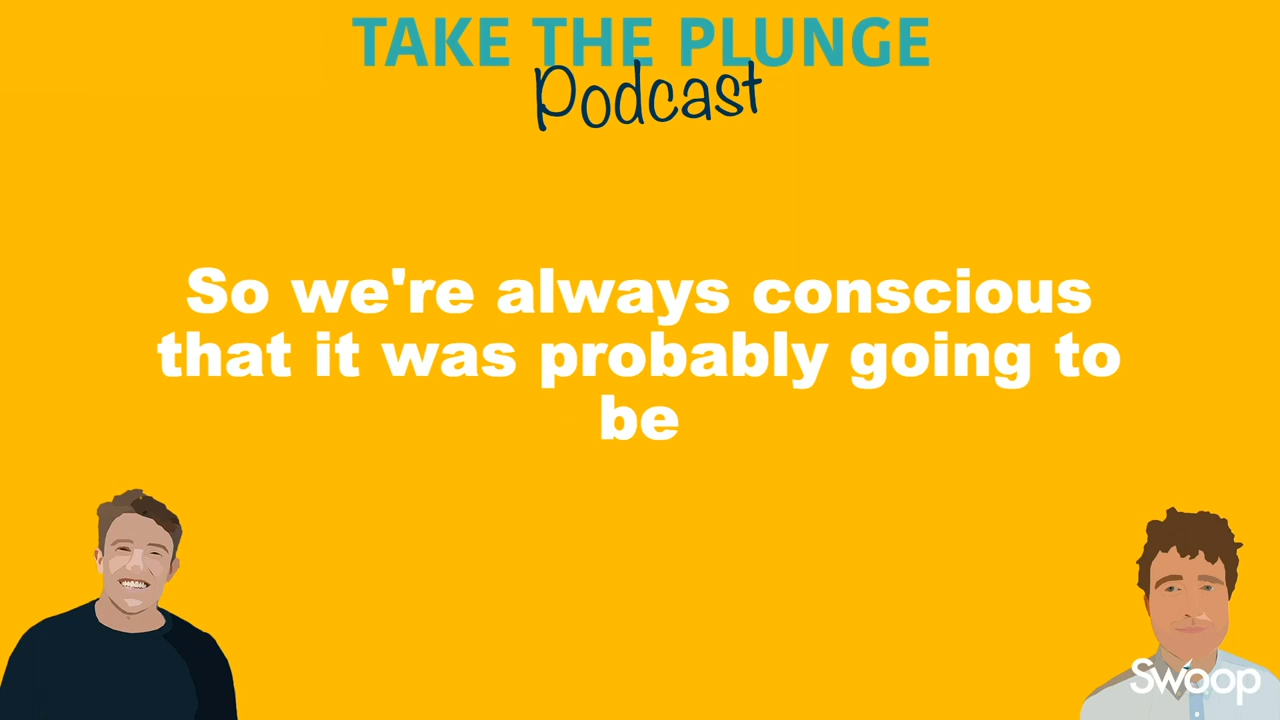 TAKE THE PLUNGE
Podcast
So we're always conscious
that it was probably going to
be
Swoop